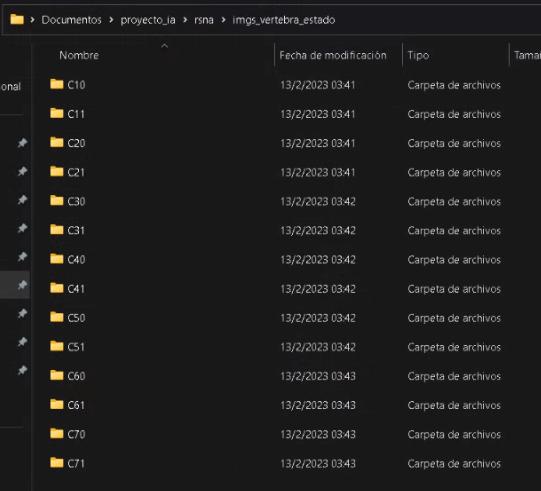 Documentos > proyecto_ia > rsna > imgs_vertebra_estado
Nombre Fecha de modificación Tipo Tamañ
onal
C10 13/2/2023 03:41 Carpeta de archivos
C11 13/2/2023 03:41 Carpeta de archivos
C20 13/2/2023 03:41 Carpeta de archivos
C21 13/2/2023 03:41 Carpeta de archivos
C30 13/2/2023 03:42 Carpeta de archivos
C31 13/2/2023 03:42 Carpeta de archivos
C40 13/2/2023 03:42 Carpeta de archivos
C41 13/2/2023 03:42 Carpeta de archivos
C50 13/2/2023 03:42 Carpeta de archivos
C51 13/2/2023 03:42 Carpeta de archivos
C60 13/2/2023 03:43 Carpeta de archivos
C61 13/2/2023 03:43 Carpeta de archivos
C70 13/2/2023 03:43 Carpeta de archivos
C71 13/2/2023 03:43 Carpeta de archivos